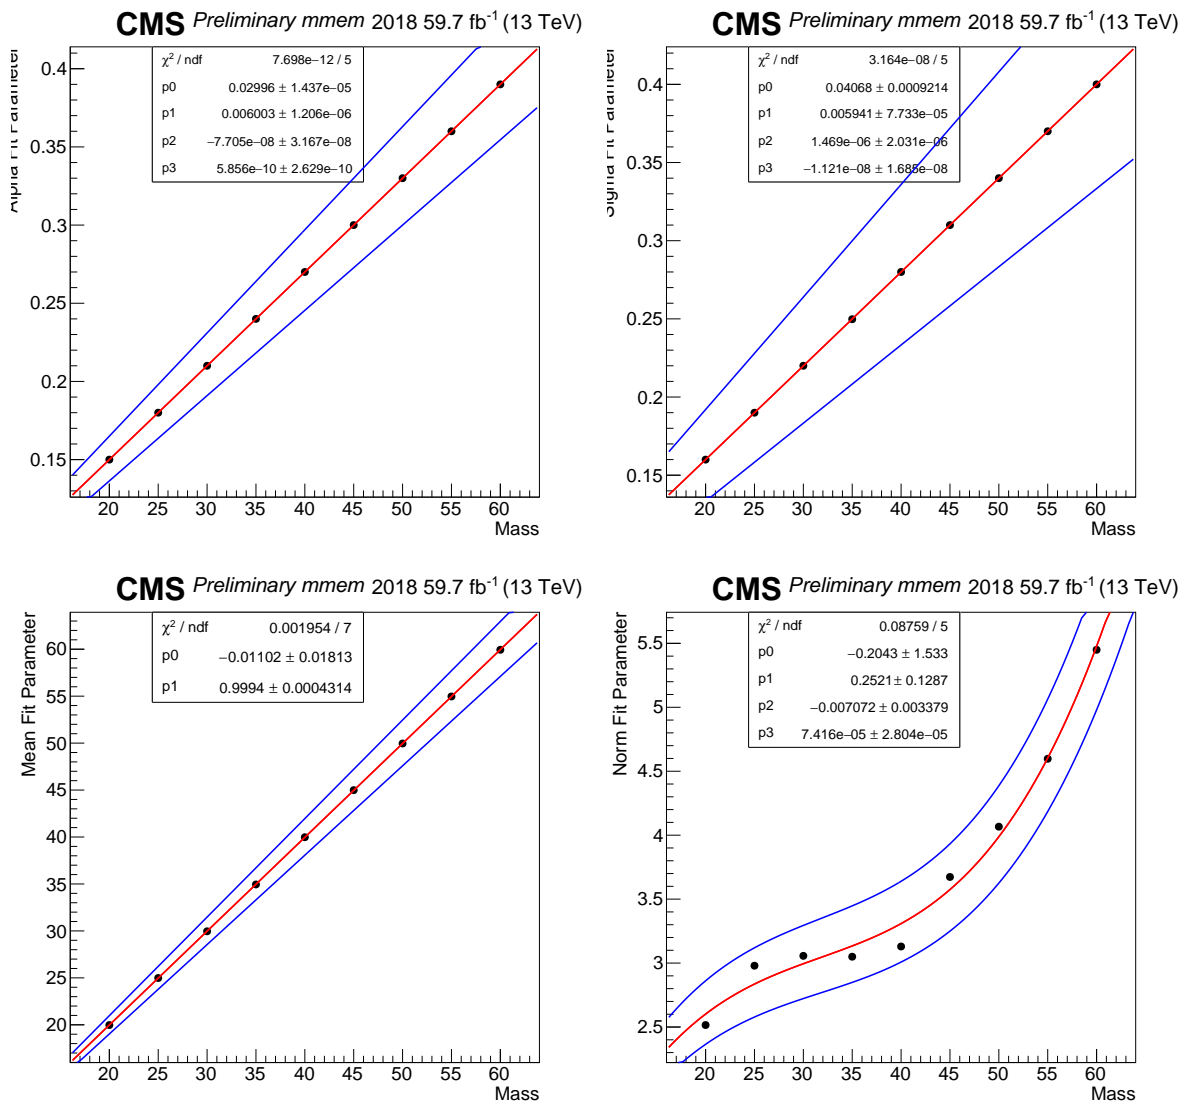 CMS Preliminary mmem 2018 59.7 fb-1 (13 TeV)
Alpha Fit Parameter
χ2 / ndf 7.698e−12 / 5
p0 0.02996 ± 1.437e−05
p1 0.006003 ± 1.206e−06
p2 −7.705e−08 ± 3.167e−08
p3 5.856e−10 ± 2.629e−10
0.4
0.35
0.3
0.25
0.2
0.15
20 25 30 35 40 45 50 55 60
Mass
CMS Preliminary mmem 2018 59.7 fb-1 (13 TeV)
Sigma Fit Parameter
χ2 / ndf 3.164e−08 / 5
p0 0.04068 ± 0.0009214
p1 0.005941 ± 7.733e−05
p2 1.469e−06 ± 2.031e−06
p3 −1.121e−08 ± 1.685e−08
0.4
0.35
0.3
0.25
0.2
0.15
20 25 30 35 40 45 50 55 60
Mass
CMS Preliminary mmem 2018 59.7 fb-1 (13 TeV)
Mean Fit Parameter
χ2 / ndf 0.001954 / 7
p0 −0.01102 ± 0.01813
p1 0.9994 ± 0.0004314
60
55
50
45
40
35
30
25
20
20 25 30 35 40 45 50 55 60
Mass
CMS Preliminary mmem 2018 59.7 fb-1 (13 TeV)
Norm Fit Parameter
χ2 / ndf 0.08759 / 5
p0 −0.2043 ± 1.533
p1 0.2521 ± 0.1287
p2 −0.007072 ± 0.003379
p3 7.416e−05 ± 2.804e−05
5.5
5
4.5
4
3.5
3
2.5
20 25 30 35 40 45 50 55 60
Mass